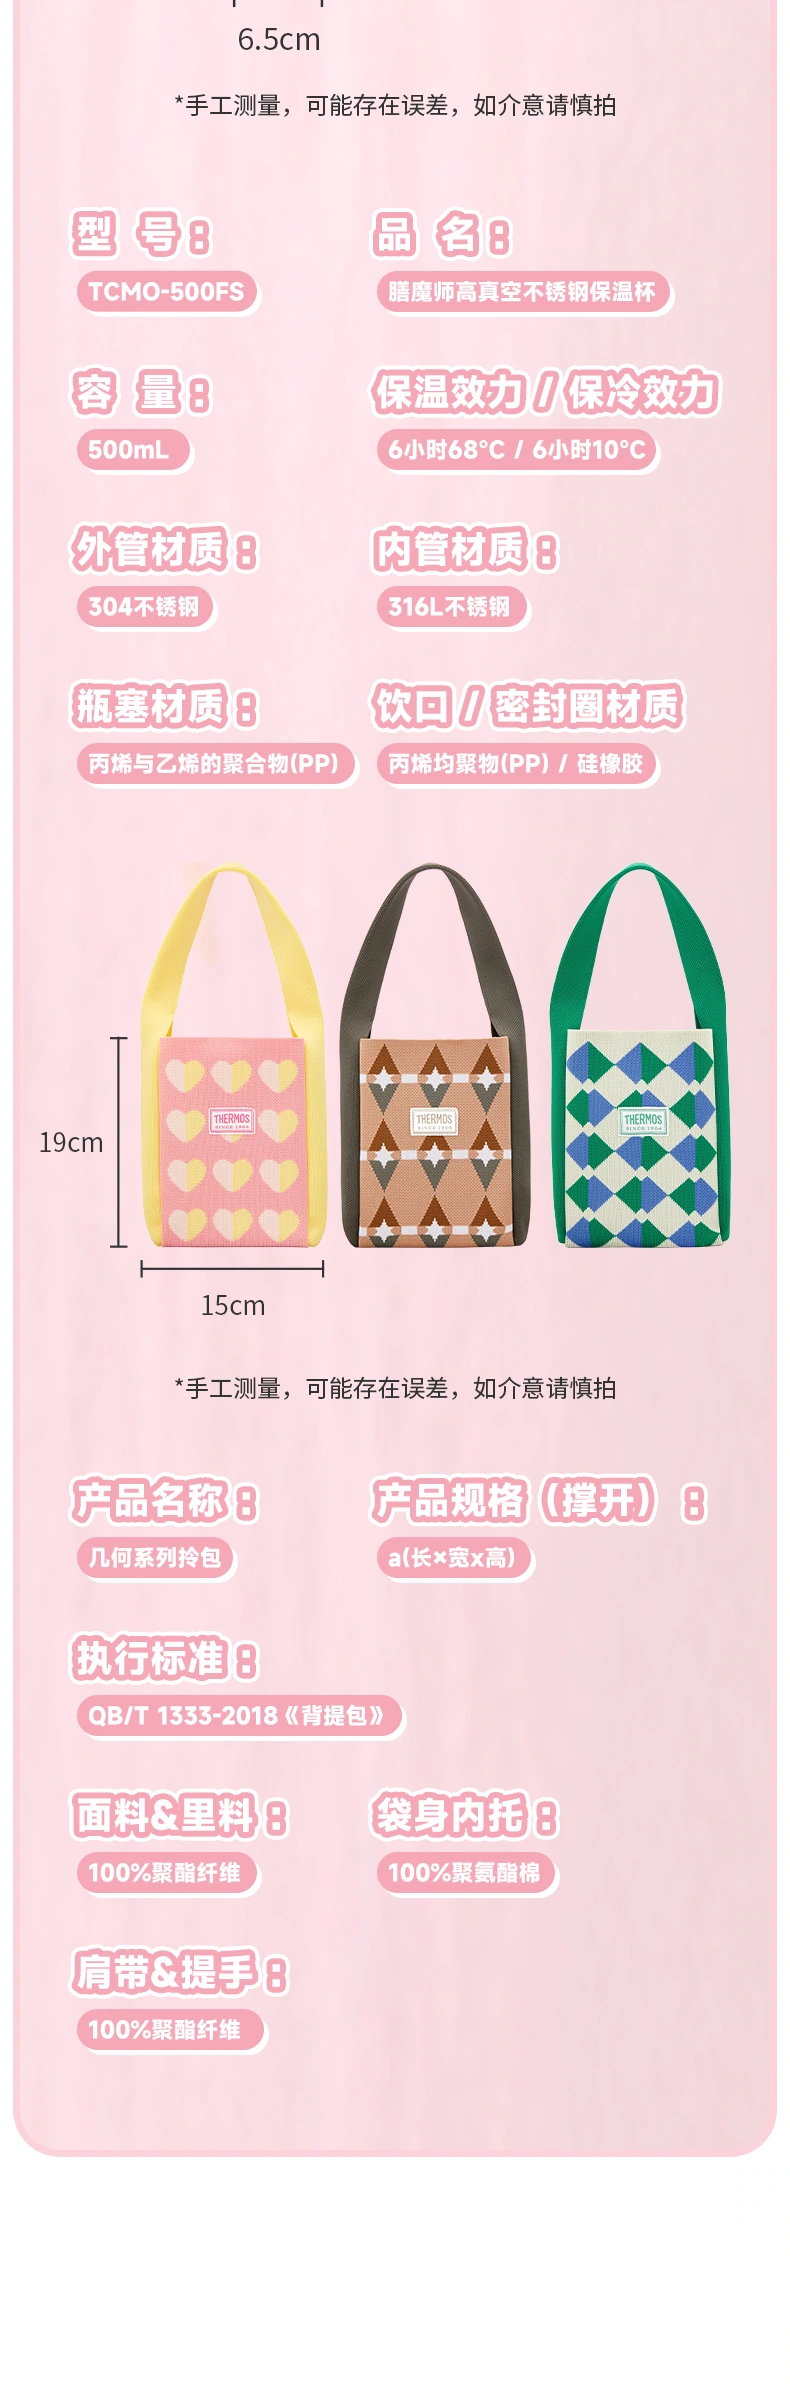 6.5cm
*手工测量，可能存在误差，如介意请慎拍
型 号：
品 名：
TCMO-500FS
膳魔师高真空不锈钢保温杯
容 量：
保温效力 / 保冷效力
500mL
6小时68°C / 6小时10°C
外管材质：
内管材质：
304不锈钢
316L不锈钢
瓶塞材质：
饮口 / 密封圈材质
丙烯与乙烯的聚合物(PP)
丙烯均聚物(PP) / 硅橡胶
THERMOS
SINCE 1904
THERMOS
SINCE 1904
THERMOS
SINCE 1904
19cm
15cm
*手工测量，可能存在误差，如介意请慎拍
产品名称：
产品规格（撑开）：
几何系列拎包
a(长×宽x高)
执行标准：
QB/T 1333-2018《背提包》
面料&里料：
袋身内托：
100%聚酯纤维
100%聚氨酯棉
肩带&提手：
100%聚酯纤维